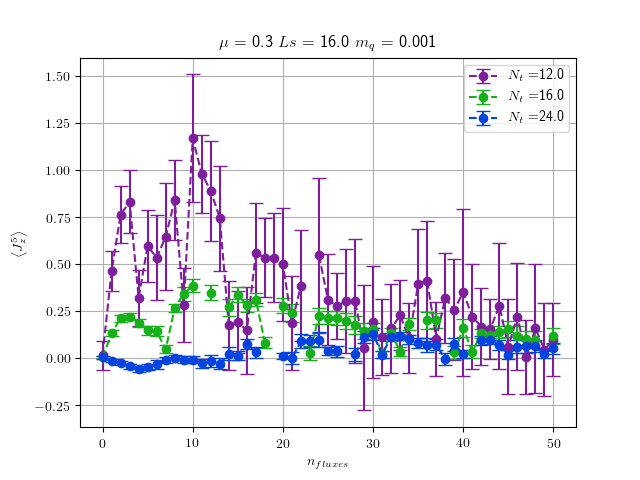 μ = 0.3 Ls = 16.0 m_q = 0.001
1.50
1.25
1.00
0.75
0.50
0.25
0.00
−0.25
⟨J_z^5⟩
N_t =12.0
N_t =16.0
N_t =24.0
0 10 20 30 40 50
n_{fluxes}